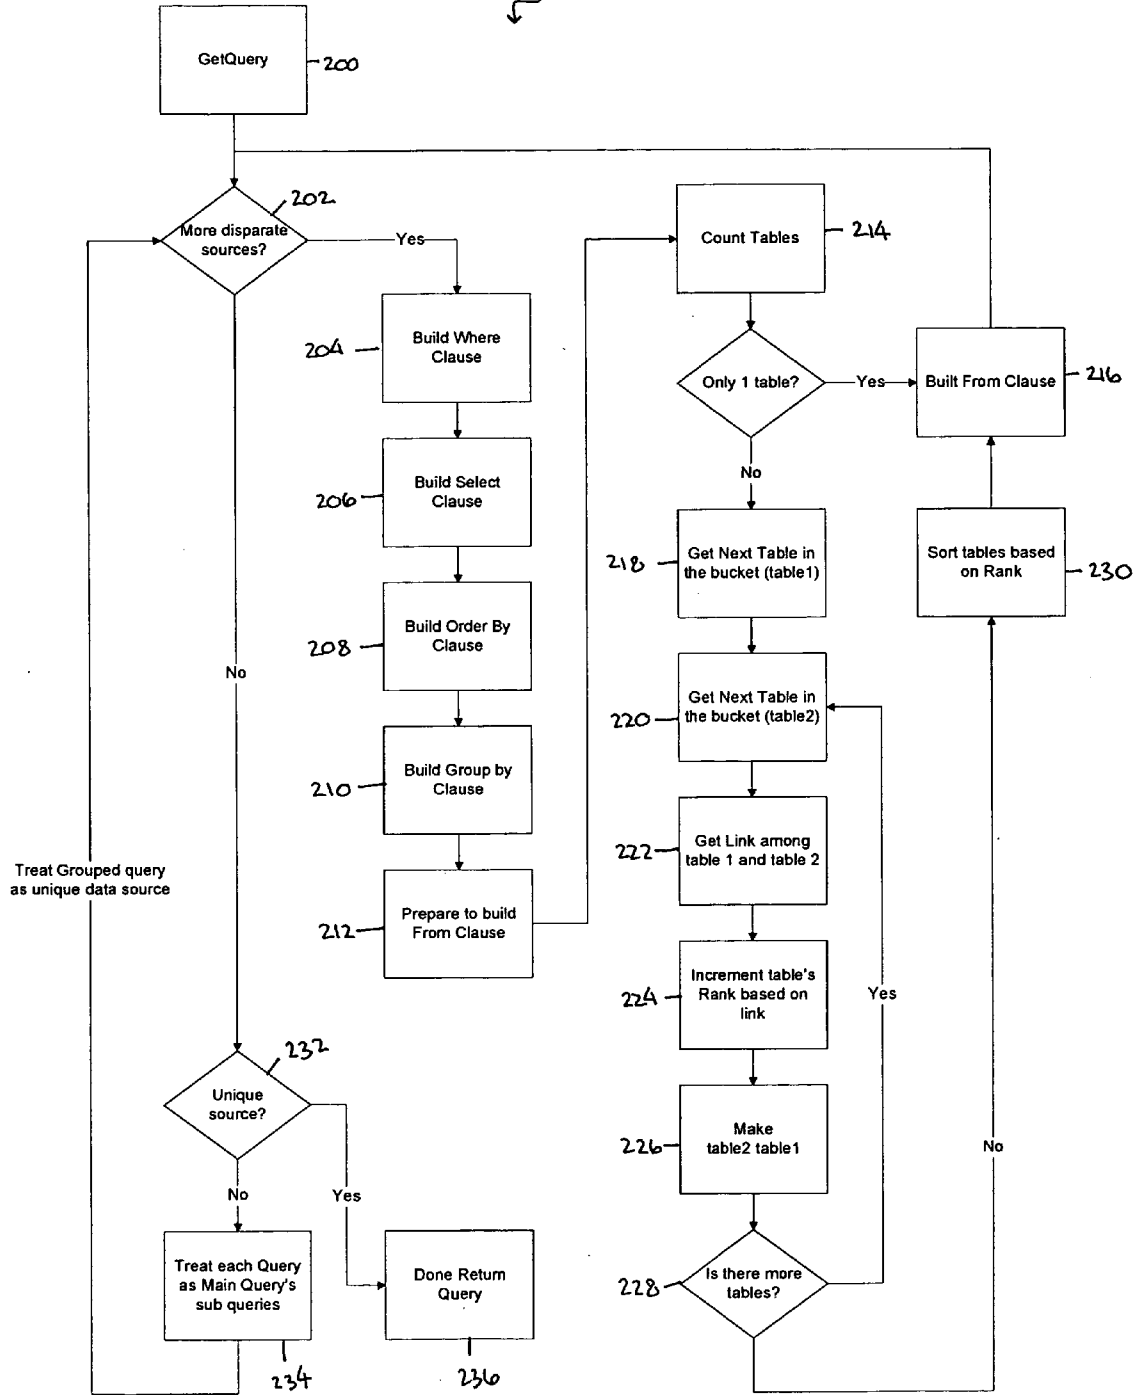 GetQuery
200
202
More disparate
sources?
Yes
204
Build Where
Clause
206
Build Select
Clause
208
Build Order By
Clause
210
Build Group by
Clause
212
Prepare to build
From Clause
Count Tables
214
Only 1 table?
Yes
Built From Clause
216
No
218
Get Next Table in
the bucket (table1)
Sort tables based
on Rank
230
220
Get Next Table in
the bucket (table2)
222
Get Link among
table 1 and table 2
224
Increment table's
Rank based on
link
Yes
226
Make
table2 table1
No
228
Is there more
tables?
No
Treat Grouped query
as unique data source
232
Unique
source?
No
Yes
Treat each Query
as Main Query's
sub queries
234
Done Return
Query
236